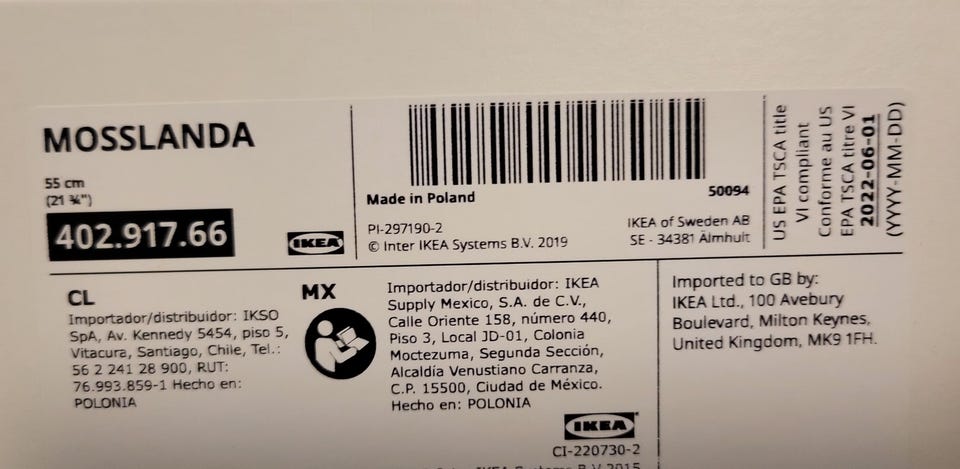 MOSSLANDA
55 cm
(21 ¾")
402.917.66
IKEA
Made in Poland
50094
PI-297190-2
© Inter IKEA Systems B.V. 2019
IKEA of Sweden AB
SE - 34381 Älmhult
US EPA TSCA title
VI compliant
Conforme au US
EPA TSCA titre VI
2022-06-01
(YYYY-MM-DD)
CL
Importador/distribuidor: IKSO
SpA, Av. Kennedy 5454, piso 5,
Vitacura, Santiago, Chile, Tel.:
56 2 241 28 900, RUT:
76.993.859-1 Hecho en:
POLONIA
MX
Importador/distribuidor: IKEA
Supply Mexico, S.A. de C.V.,
Calle Oriente 158, número 440,
Piso 3, Local JD-01, Colonia
Moctezuma, Segunda Sección,
Alcaldía Venustiano Carranza,
C.P. 15500, Ciudad de México.
Hecho en: POLONIA
IKEA
CI-220730-2
Inter IKEA Systems B.V. 2015
Imported to GB by:
IKEA Ltd., 100 Avebury
Boulevard, Milton Keynes,
United Kingdom, MK9 1FH.